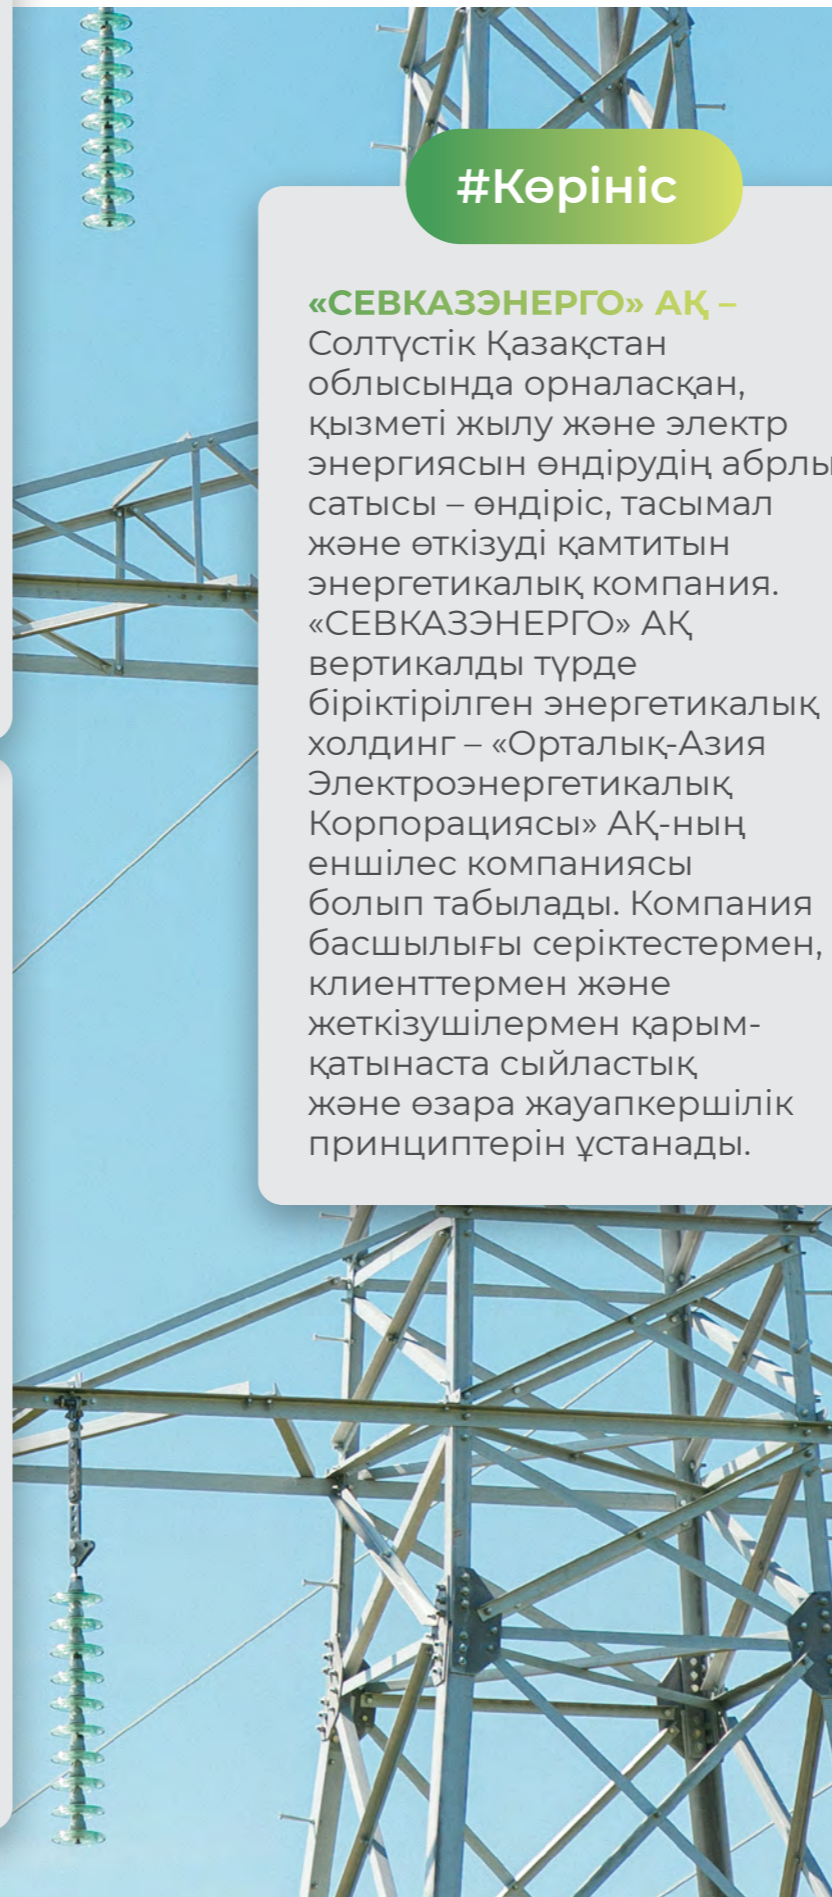 #Көрініс
«СЕВКАЗЭНЕРГО» АҚ –
Солтүстік Қазақстан
облысында орналасқан,
қызметі жылу және электр
энергиясын өндірудің абрлы
сатысы – өндіріс, тасымал
және өткізуді қамтитын
энергетикалық компания.
«СЕВКАЗЭНЕРГО» АҚ
вертикалды түрде
біріктірілген энергетикалық
холдинг – «Орталық-Азия
Электроэнергетикалық
Корпорациясы» АҚ-ның
еншілес компаниясы
болып табылады. Компания
басшылығы серіктестермен,
клиенттермен және
жеткізушілермен қарым-
қатынаста сыйластық
және өзара жауапкершілік
принциптерін ұстанады.